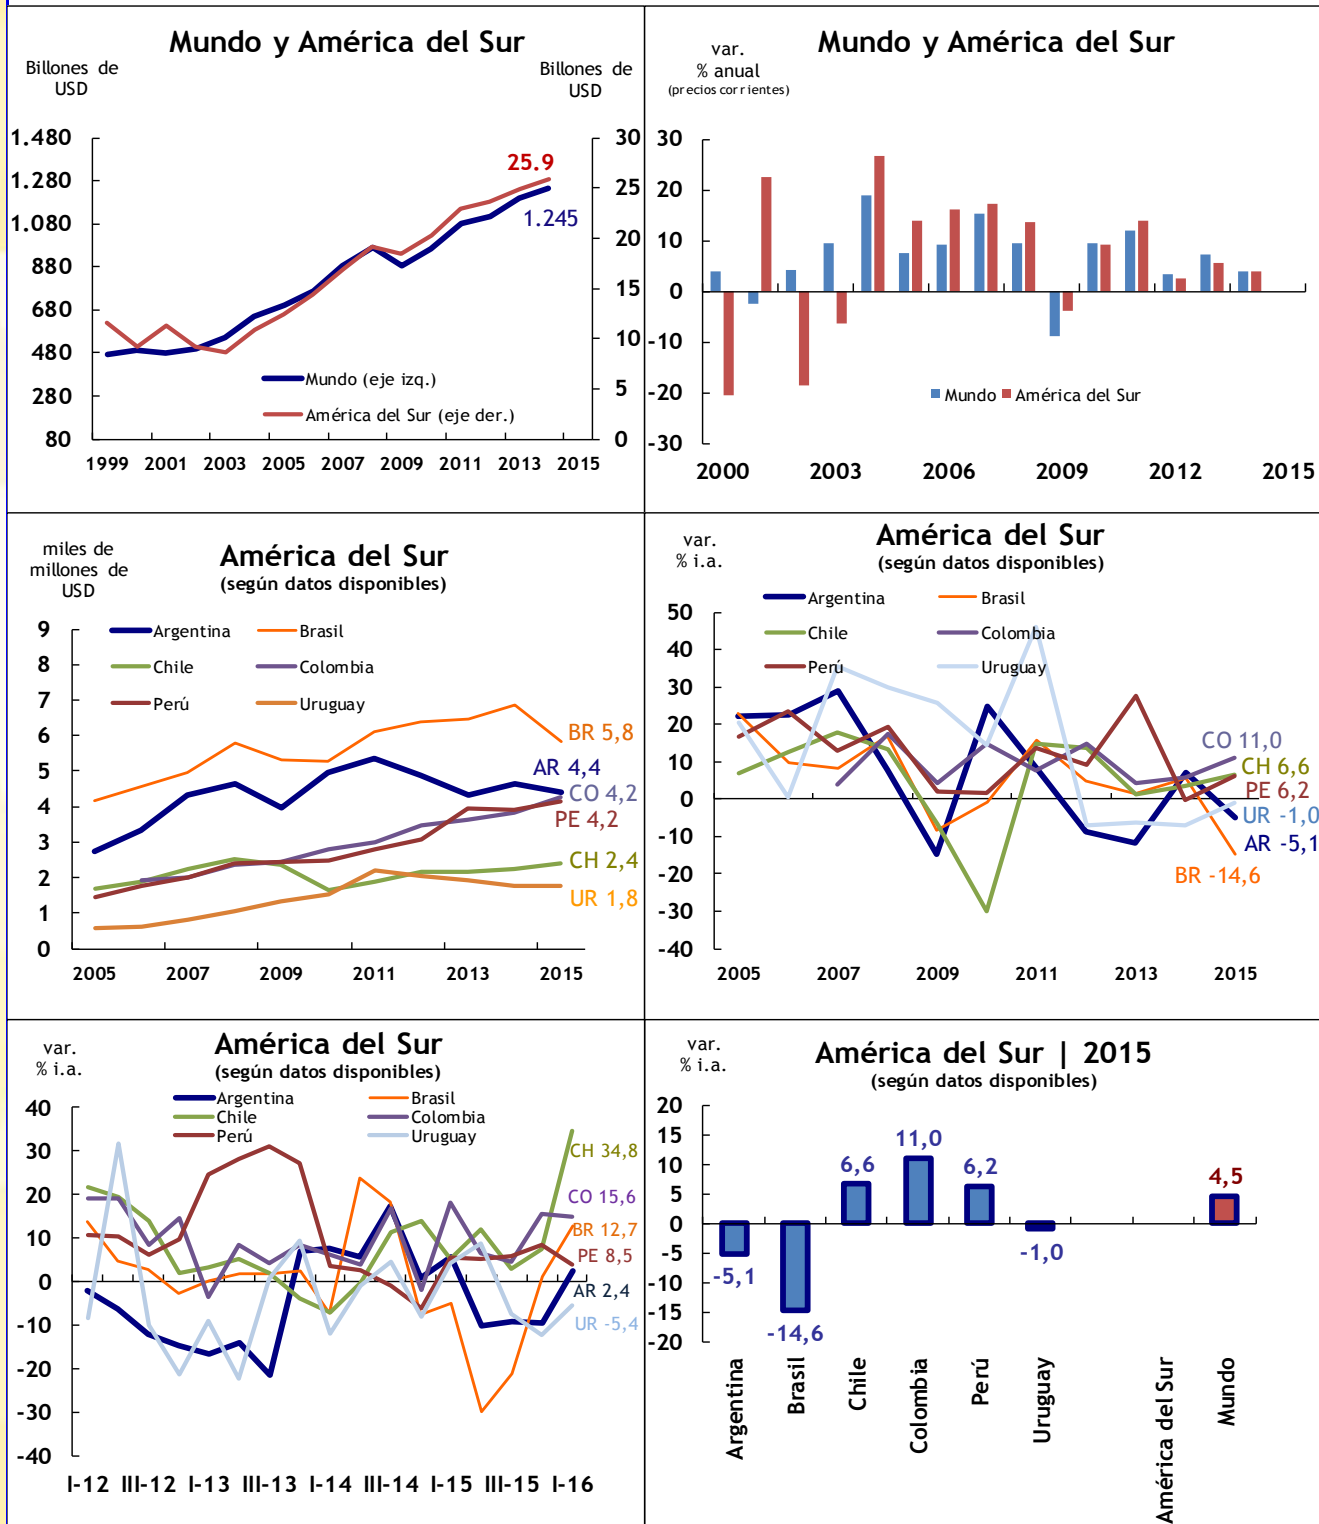 Mundo y América del Sur
Billones de
USD
Billones de
USD
1.480
1.280
1.080
880
680
480
280
80
30
25
20
15
10
5
0
25.9
1.245
Mundo (eje izq.)
América del Sur (eje der.)
1999 2001 2003 2005 2007 2009 2011 2013 2015
Mundo y América del Sur
var.
% anual
(precios corrientes)
30
20
10
0
-10
-20
-30
Mundo América del Sur
2000 2003 2006 2009 2012 2015
América del Sur
(según datos disponibles)
miles de
millones de
USD
9
8
7
6
5
4
3
2
1
0
Argentina Brasil
Chile Colombia
Perú Uruguay
BR 5,8
AR 4,4
CO 4,2
PE 4,2
CH 2,4
UR 1,8
2005 2007 2009 2011 2013 2015
América del Sur
(según datos disponibles)
var.
% i.a.
50
40
30
20
10
0
-10
-20
-30
-40
Argentina Brasil
Chile Colombia
Perú Uruguay
CO 11,0
CH 6,6
PE 6,2
UR -1,0
AR -5,1
BR -14,6
2005 2007 2009 2011 2013 2015
América del Sur
(según datos disponibles)
var.
% i.a.
40
30
20
10
0
-10
-20
-30
-40
Argentina Brasil
Chile Colombia
Perú Uruguay
CH 34,8
CO 15,6
BR 12,7
PE 8,5
AR 2,4
UR -5,4
I-12 III-12 I-13 III-13 I-14 III-14 I-15 III-15 I-16
América del Sur | 2015
(según datos disponibles)
var.
% i.a.
20
15
10
5
0
-5
-10
-15
-20
-5,1
-14,6
6,6
11,0
6,2
-1,0
4,5
Argentina
Brasil
Chile
Colombia
Perú
Uruguay
América del Sur
Mundo